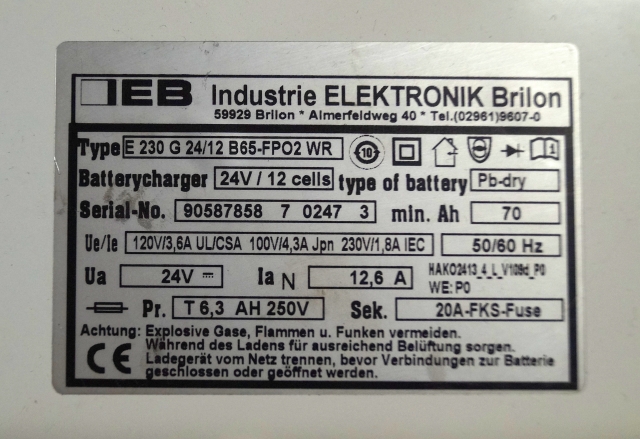 IEB Industrie ELEKTRONIK Brilon
59929 Brilon * Almerfeldweg 40 * Tel.(02961)9607-0
Type E 230 G 24/12 B65-FPO2 WR 10 i
Batterycharger 24V / 12 cells type of battery Pb-dry
Serial-No. 90587858 7 0247 3 min. Ah 70
Ue/Ie 120V/3,6A UL/CSA 100V/4,3A Jpn 230V/1,8A IEC 50/60 Hz
Ua 24V Ia N 12,6 A HAKO2413_4_L_V109d_P0
WE: P0
Pr. T 6,3 AH 250V Sek. 20A-FKS-Fuse
Achtung: Explosive Gase, Flammen u. Funken vermeiden.
Während des Ladens für ausreichend Belüftung sorgen.
Ladegerät vom Netz trennen, bevor Verbindungen zur Batterie
geschlossen oder geöffnet werden.
CE